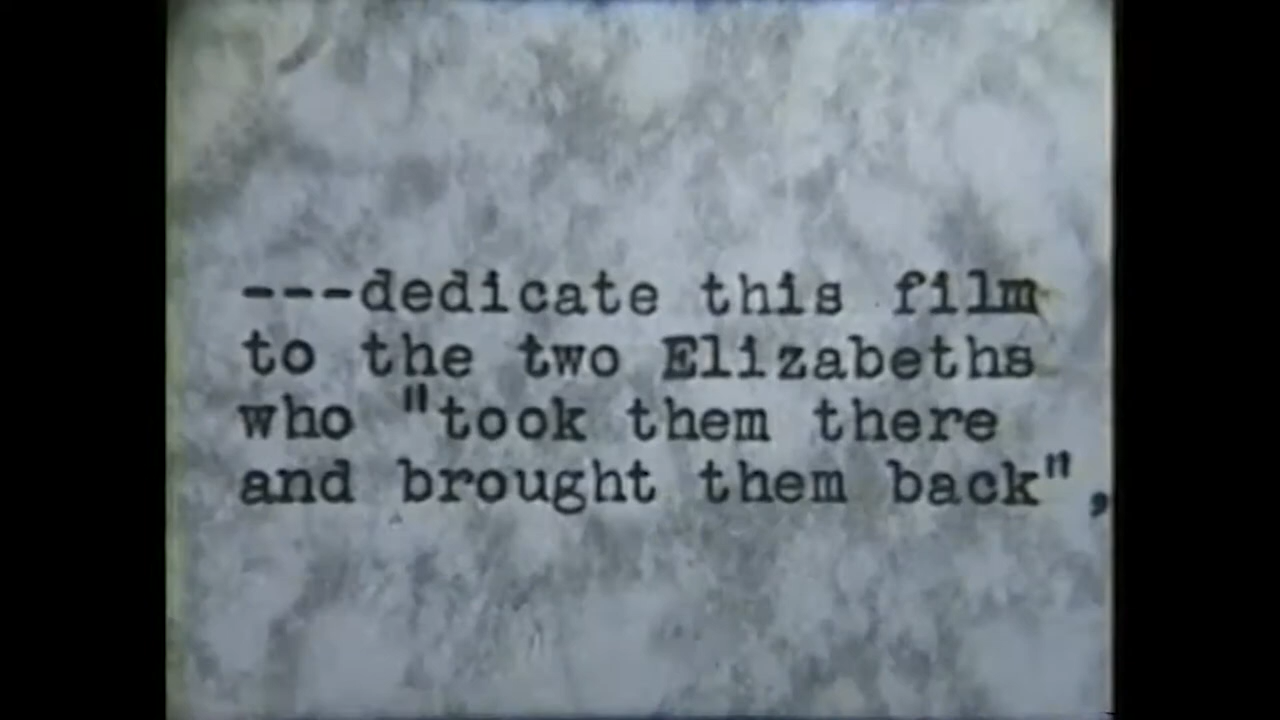 ---dedicate this film
to the two Elizabeths
who "took them there
and brought them back",